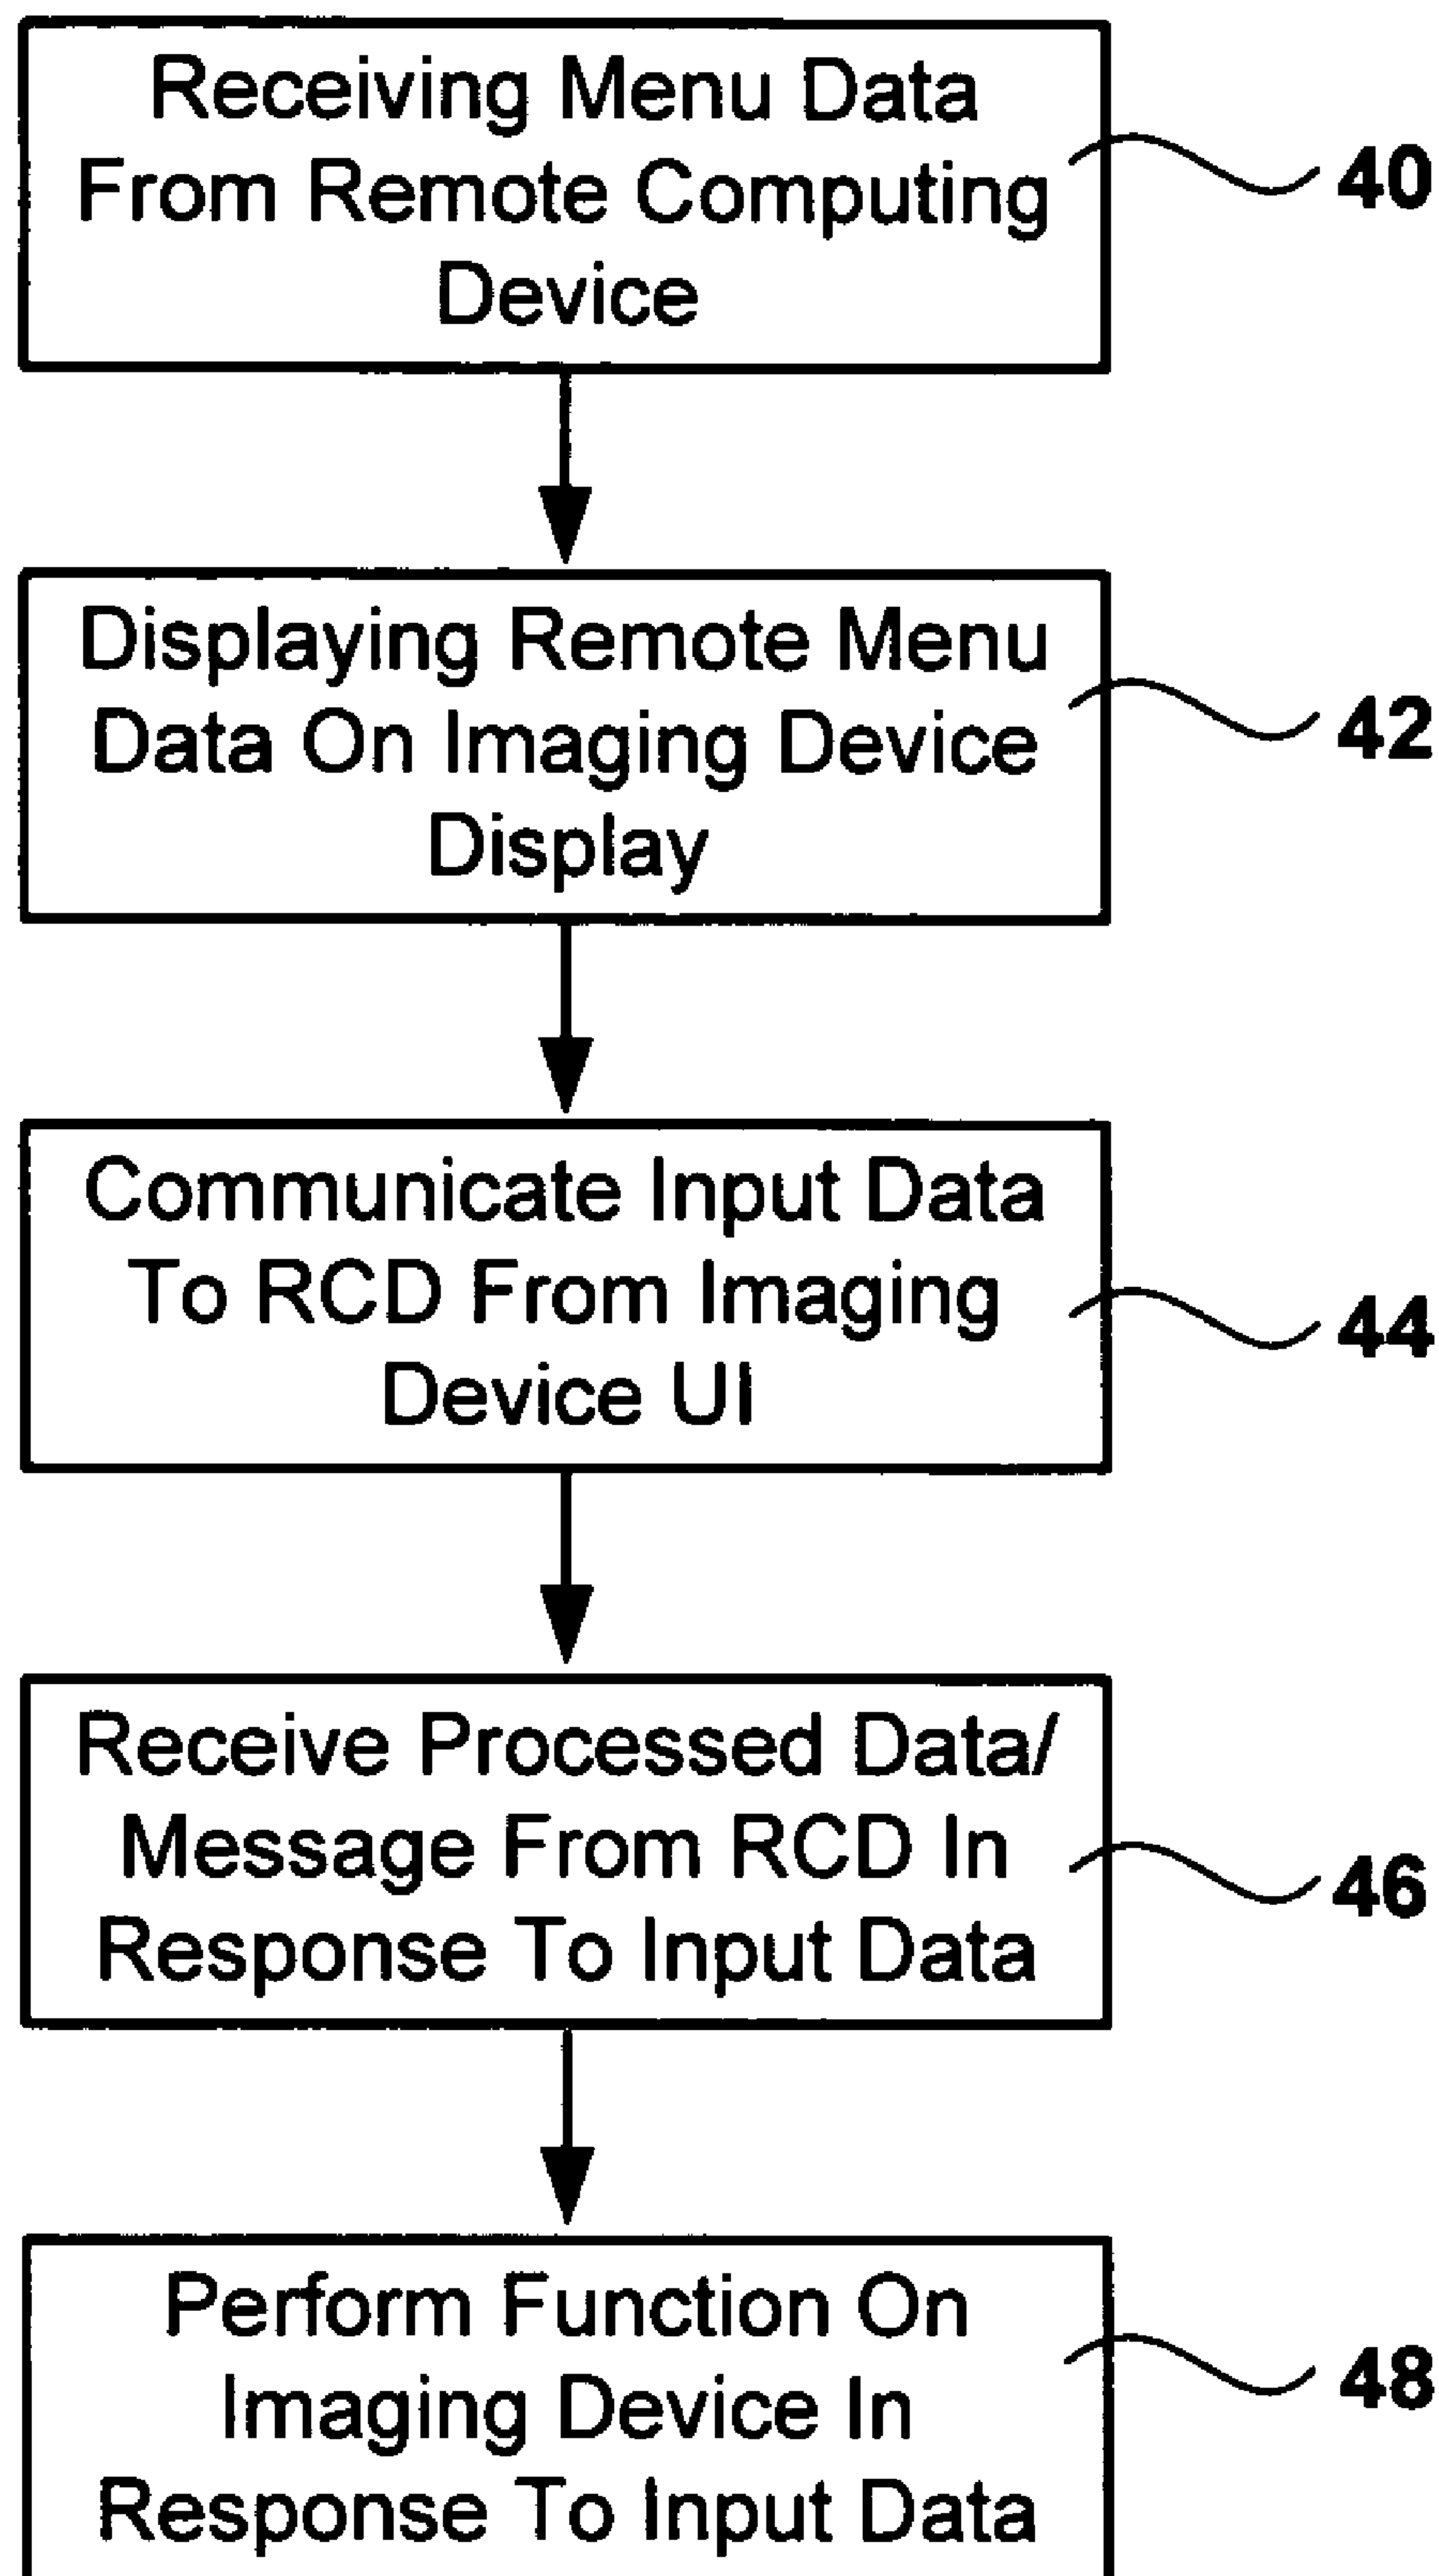 Receiving Menu Data
From Remote Computing
Device
40
Displaying Remote Menu
Data On Imaging Device
Display
42
Communicate Input Data
To RCD From Imaging
Device UI
44
Receive Processed Data/
Message From RCD In
Response To Input Data
46
Perform Function On
Imaging Device In
Response To Input Data
48